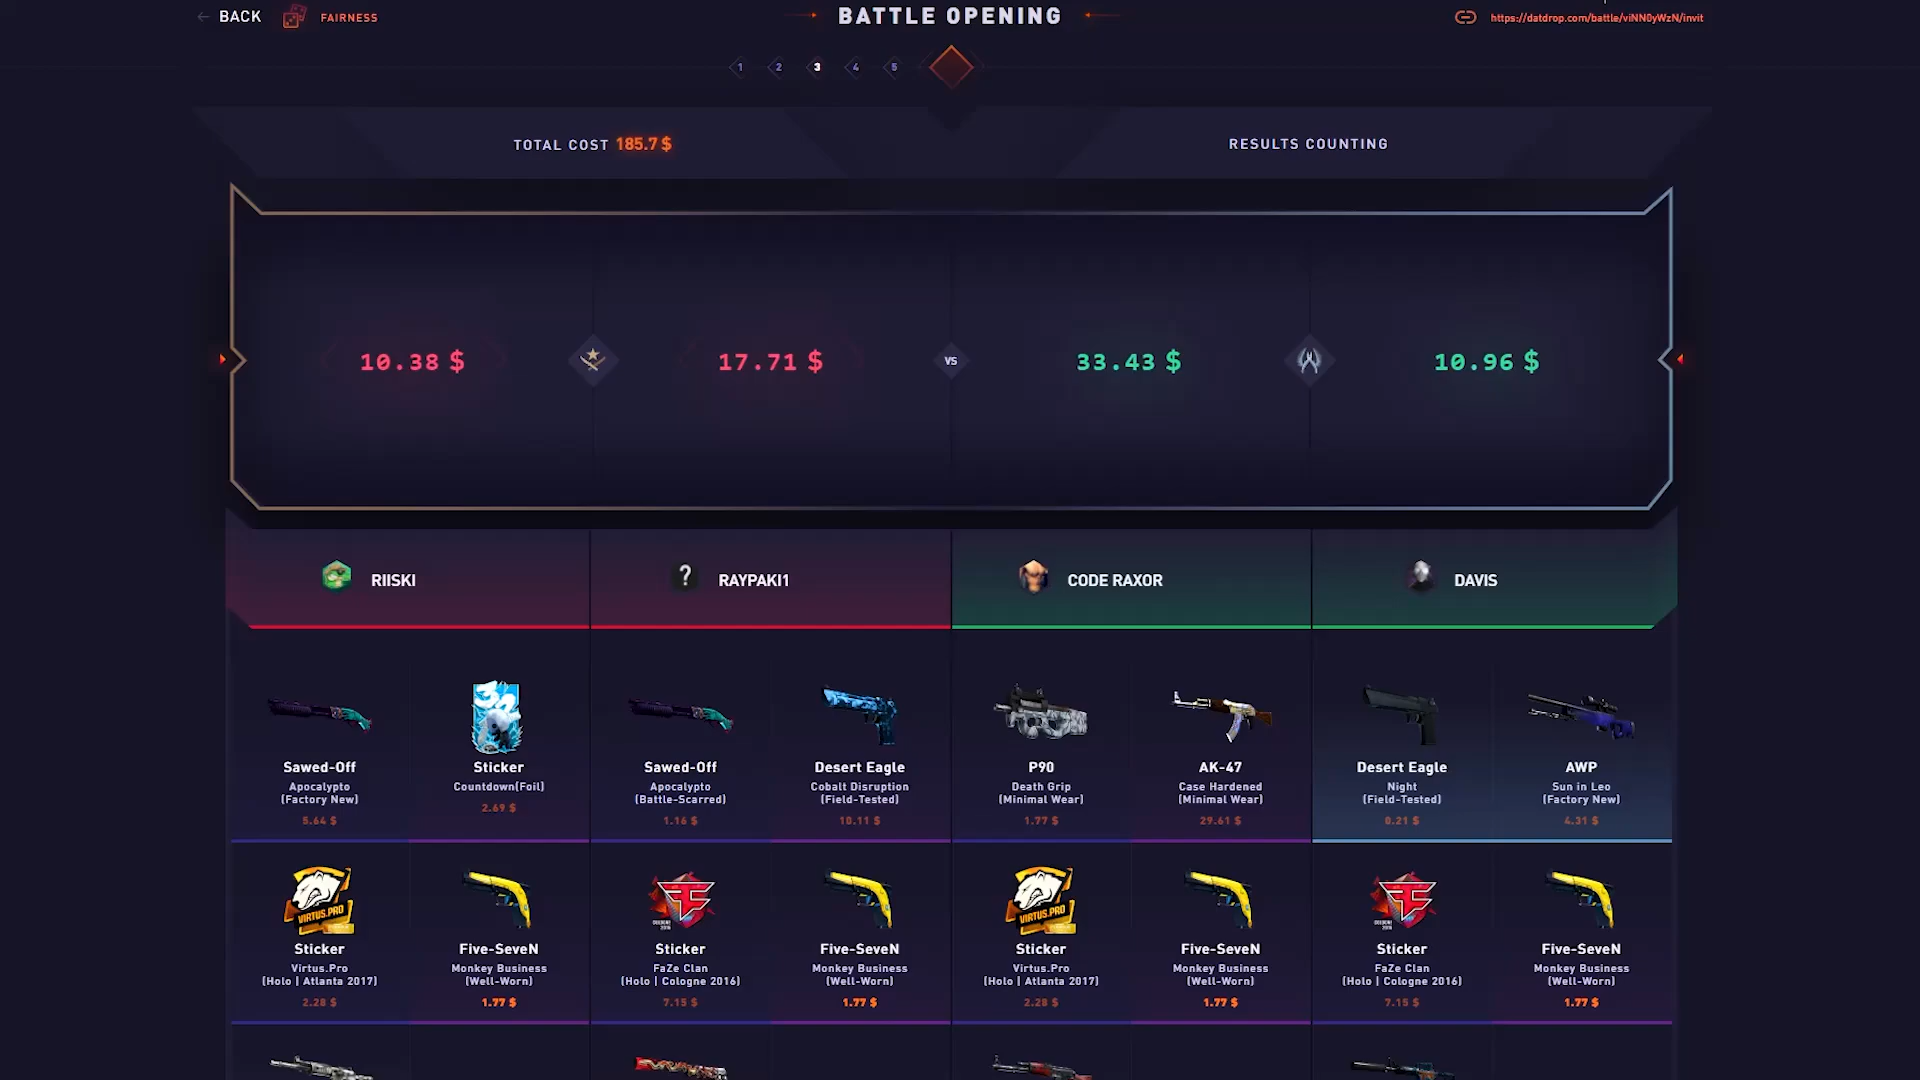 BACK
FAIRNESS
BATTLE OPENING
https://datdrop.com/battle/viNN0yWzN/invit
1 2 3 4 5
TOTAL COST 185.7 $
RESULTS COUNTING
10.38 $
17.71 $
VS
33.43 $
10.96 $
RIISKI
RAYPAKI1
CODE RAXOR
DAVIS
Sawed-Off
Apocalypto
(Factory New)
5.64 $
Sticker
Countdown(Foil)
2.69 $
Sawed-Off
Apocalypto
(Battle-Scarred)
1.16 $
Desert Eagle
Cobalt Disruption
(Field-Tested)
10.11 $
P90
Death Grip
(Minimal Wear)
1.77 $
AK-47
Case Hardened
(Minimal Wear)
29.61 $
Desert Eagle
Night
(Field-Tested)
0.21 $
AWP
Sun in Leo
(Factory New)
4.31 $
VIRTUS.PRO
Sticker
Virtus.Pro
(Holo | Atlanta 2017)
2.28 $
Five-SeveN
Monkey Business
(Well-Worn)
1.77 $
Sticker
FaZe Clan
(Holo | Cologne 2016)
7.15 $
Five-SeveN
Monkey Business
(Well-Worn)
1.77 $
VIRTUS.PRO
Sticker
Virtus.Pro
(Holo | Atlanta 2017)
2.28 $
Five-SeveN
Monkey Business
(Well-Worn)
1.77 $
Sticker
FaZe Clan
(Holo | Cologne 2016)
7.15 $
Five-SeveN
Monkey Business
(Well-Worn)
1.77 $